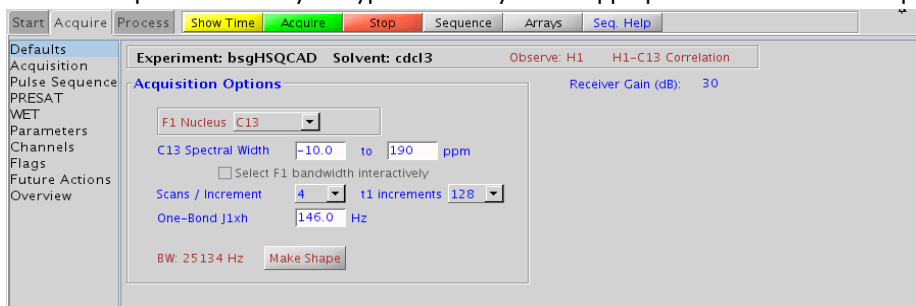 Start Acquire Process Show Time Acquire Stop Sequence Arrays Seq. Help
Defaults
Acquisition
Pulse Sequence
PRESAT
WET
Parameters
Channels
Flags
Future Actions
Overview
Experiment: bsgHSQCAD Solvent: cdcl3 Observe: H1 H1-C13 Correlation
Acquisition Options
Receiver Gain (dB): 30
F1 Nucleus C13
C13 Spectral Width -10.0 to 190 ppm
Select F1 bandwidth interactively
Scans / Increment 4 t1 increments 128
One-Bond J1xh 146.0 Hz
BW: 25134 Hz Make Shape